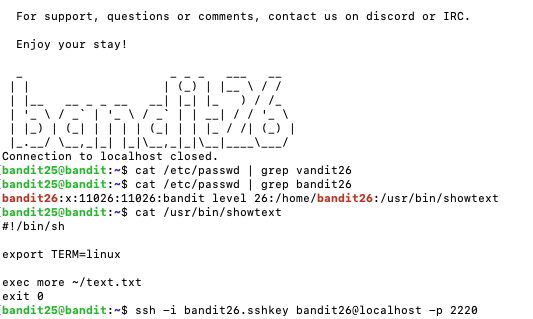 For support, questions or comments, contact us on discord or IRC.
Enjoy your stay!
bandit26
Connection to localhost closed.
[bandit25@bandit:~$ cat /etc/passwd | grep vandit26
[bandit25@bandit:~$ cat /etc/passwd | grep bandit26
bandit26:x:11026:11026:bandit level 26:/home/bandit26:/usr/bin/showtext
[bandit25@bandit:~$ cat /usr/bin/showtext
#!/bin/sh
export TERM=linux
exec more ~/text.txt
exit 0
[bandit25@bandit:~$ ssh -i bandit26.sshkey bandit26@localhost -p 2220